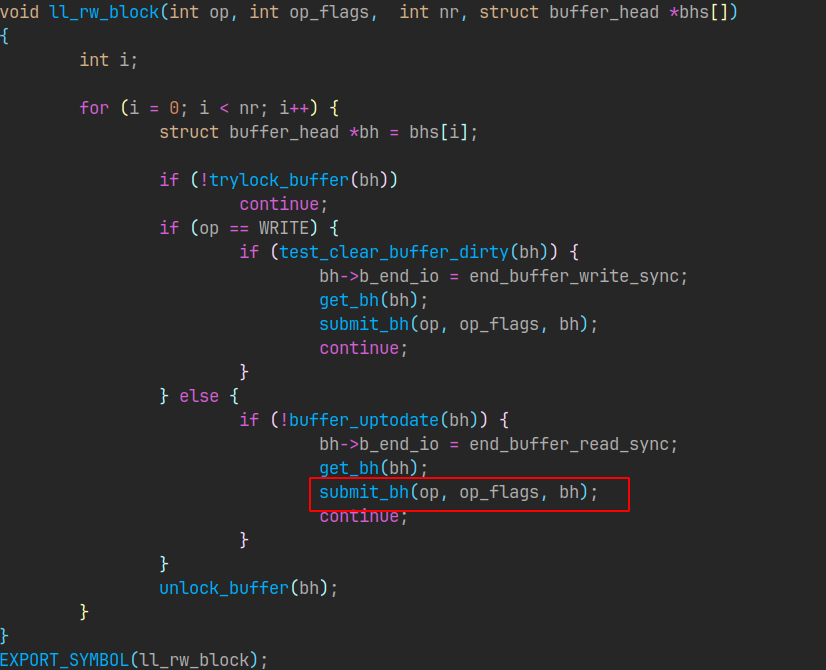 void ll_rw_block(int op, int op_flags,  int nr, struct buffer_head *bhs[])
{
        int i;

        for (i = 0; i < nr; i++) {
                struct buffer_head *bh = bhs[i];

                if (!trylock_buffer(bh))
                        continue;
                if (op == WRITE) {
                        if (test_clear_buffer_dirty(bh)) {
                                bh->b_end_io = end_buffer_write_sync;
                                get_bh(bh);
                                submit_bh(op, op_flags, bh);
                                continue;
                        }
                } else {
                        if (!buffer_uptodate(bh)) {
                                bh->b_end_io = end_buffer_read_sync;
                                get_bh(bh);
                                submit_bh(op, op_flags, bh);
                                continue;
                        }
                }
                unlock_buffer(bh);
        }
}
EXPORT_SYMBOL(ll_rw_block);